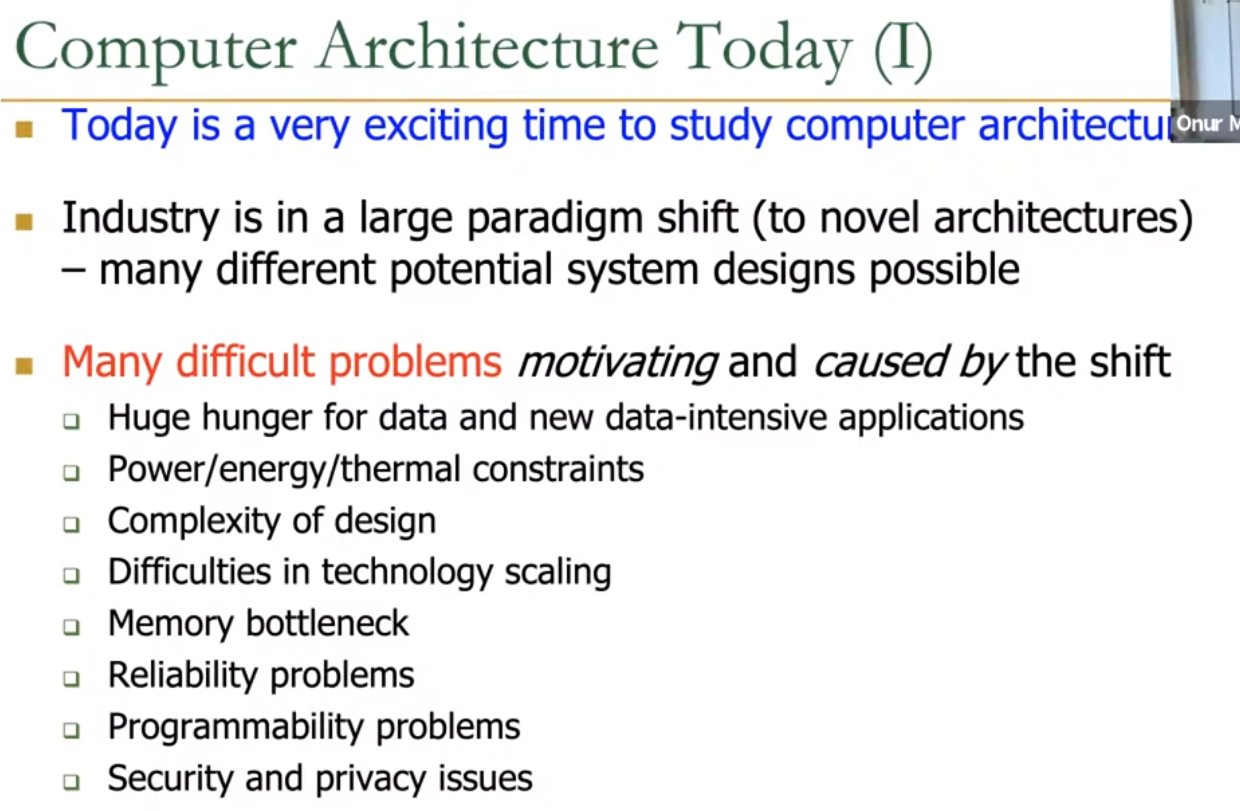 Computer Architecture Today (I)
Today is a very exciting time to study computer
Onur
Industry is in a large paradigm shift (to novel architectures)
– many different potential system designs possible
Many difficult problems motivating and caused by the shift
Huge hunger for data and new data-intensive applications
Power/energy/thermal constraints
Complexity of design
Difficulties in technology scaling
Memory bottleneck
Reliability problems
Programmability problems
Security and privacy issues